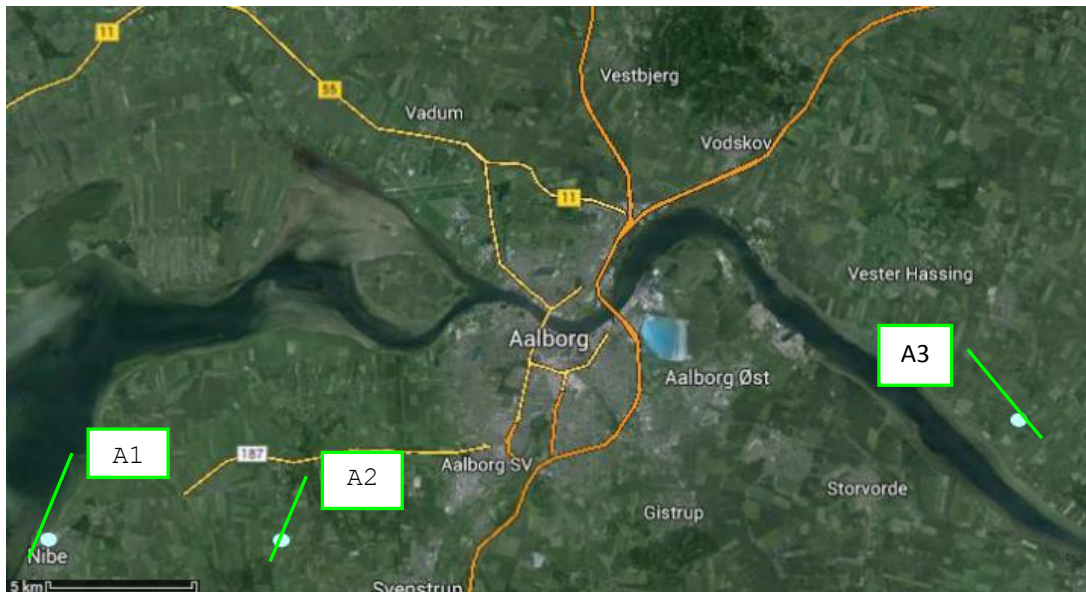 11
55
Vestbjerg
Vadum
Vodskov
11
Vester Hassing
Aalborg
A3
Aalborg Øst
A1
187
Aalborg SV
A2
Storvorde
Gistrup
Nibe
5 km
Svenstrup